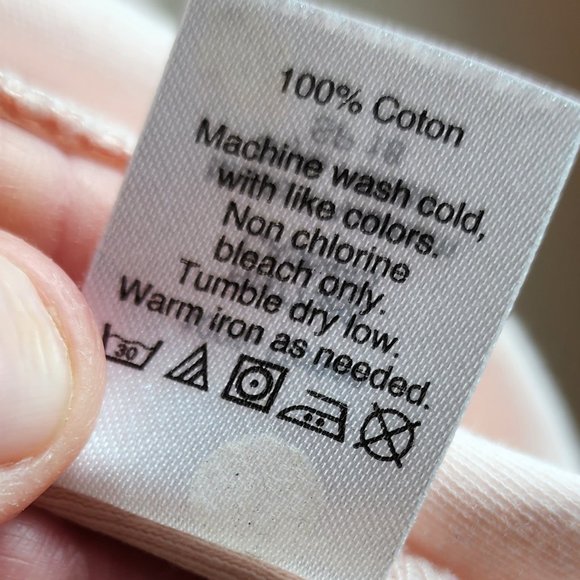 100% Coton
Machine wash cold,
with like colors.
Non chlorine
bleach only.
Tumble dry low.
Warm iron as needed.
30